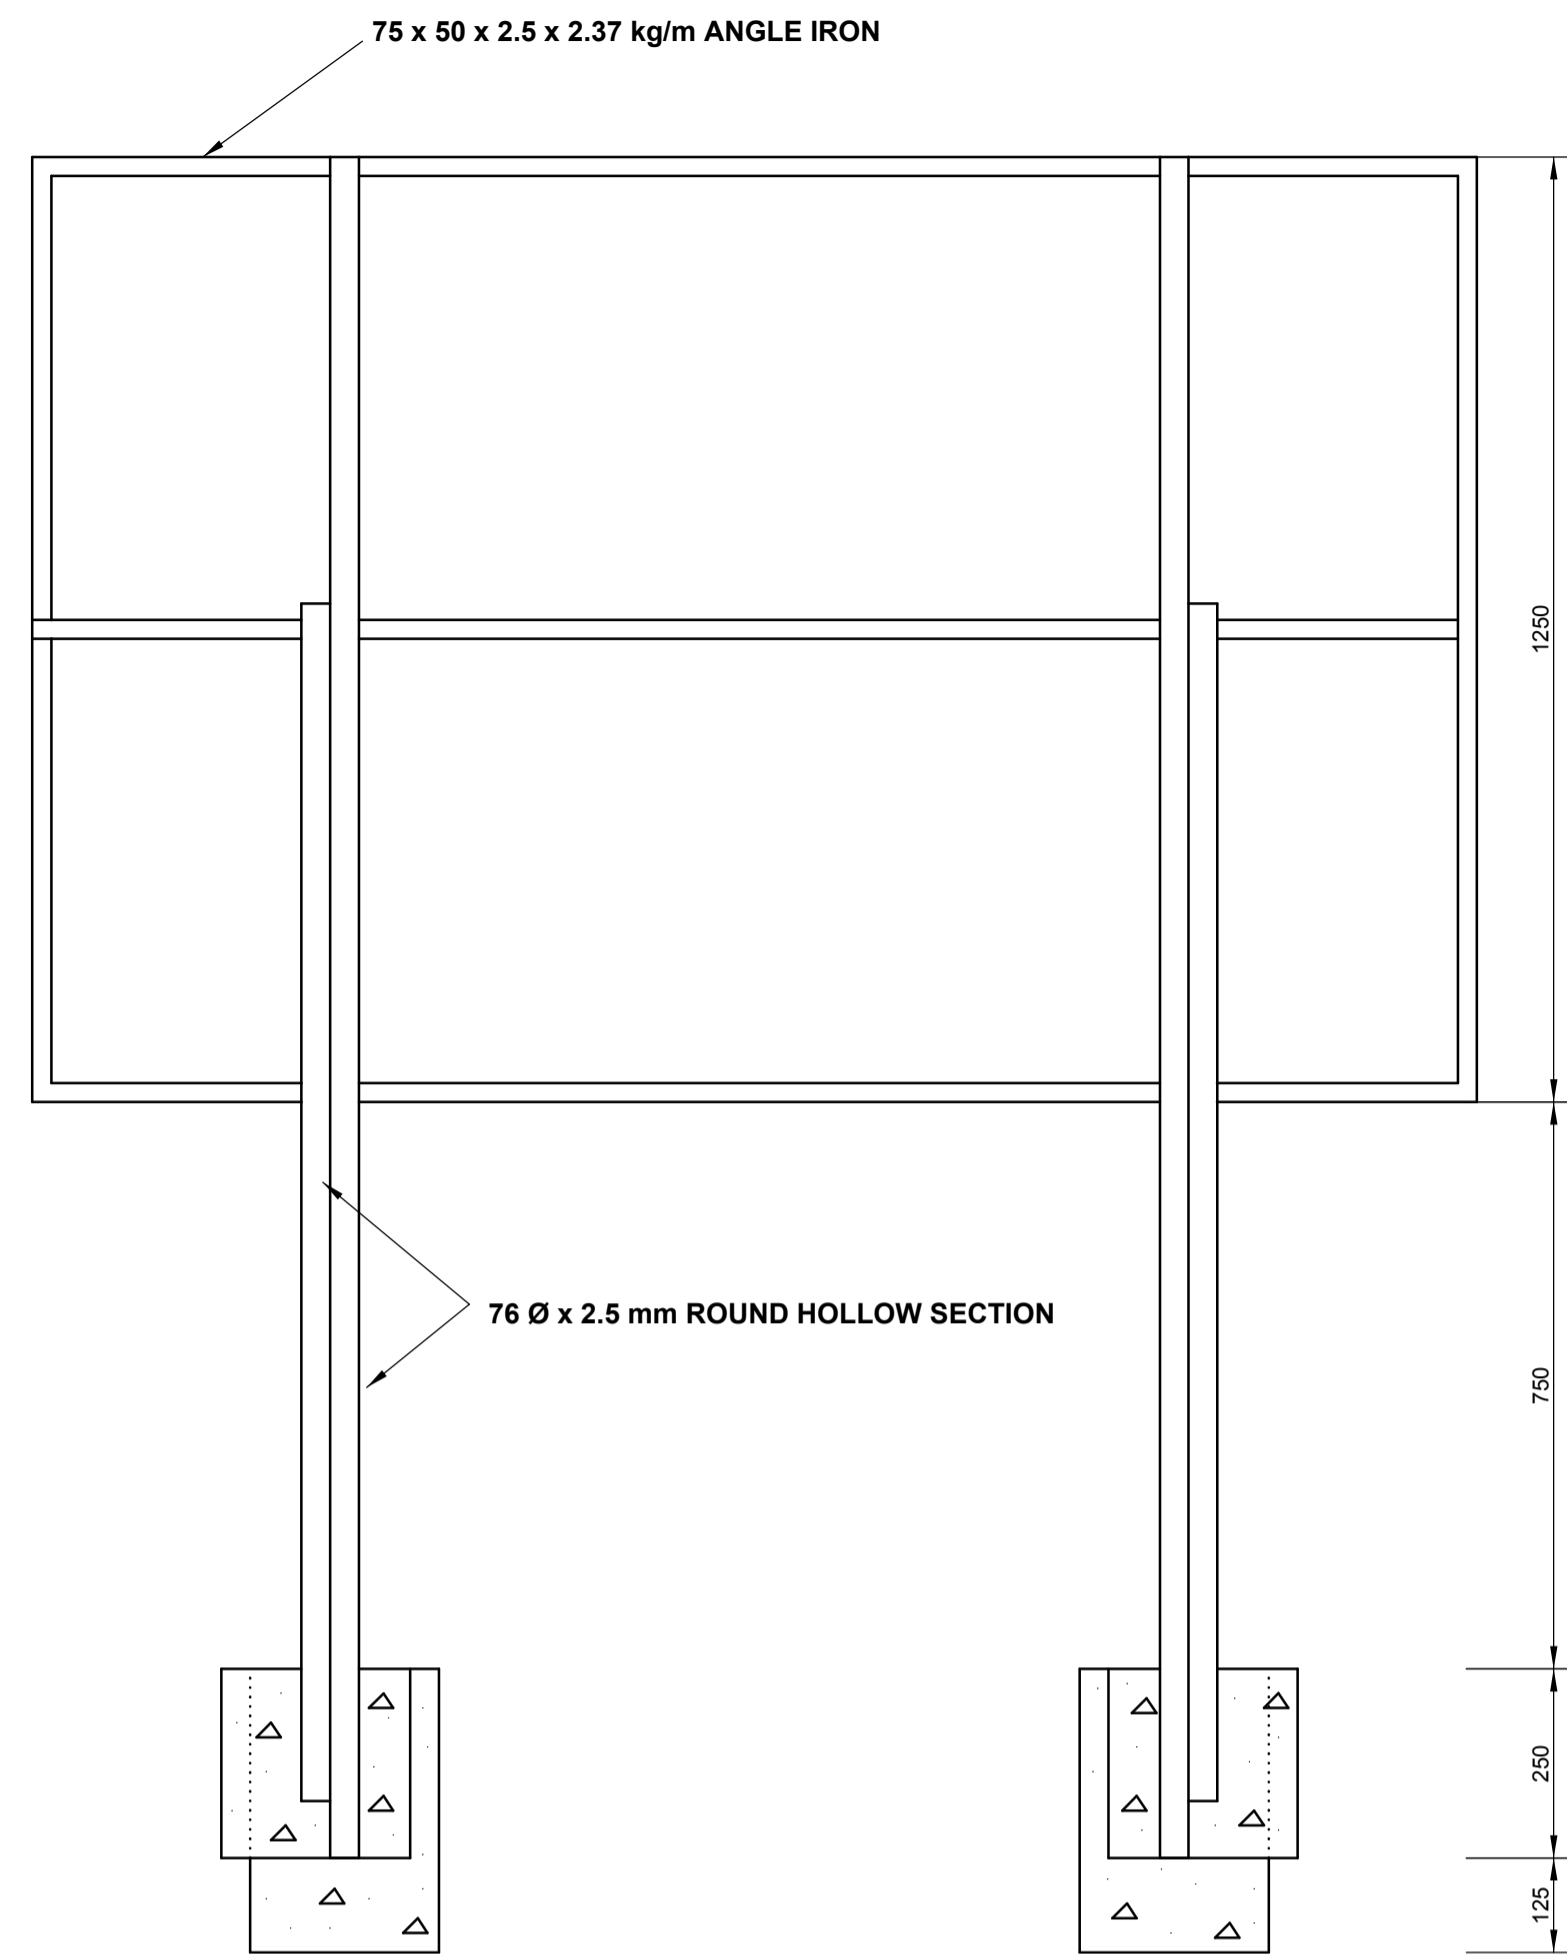 75 x 50 x 2.5 x 2.37 kg/m ANGLE IRON
1250
76 Ø x 2.5 mm ROUND HOLLOW SECTION
750
250
125